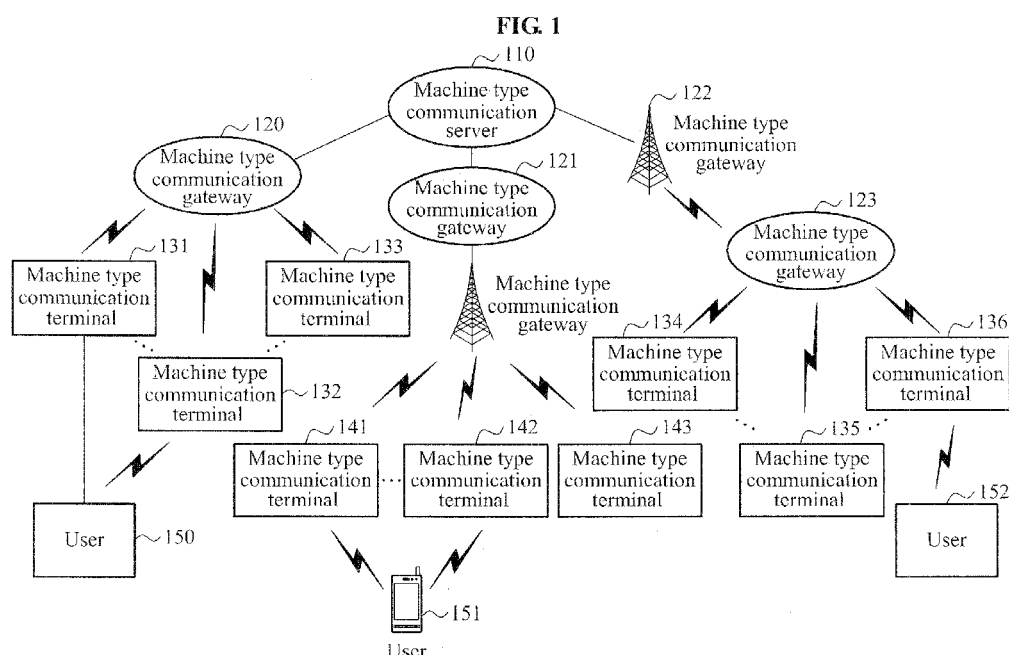 FIG. 1
110
Machine type
communication
server
120
Machine type
communication
gateway
121
Machine type
communication
gateway
122
Machine type
communication
gateway
123
Machine type
communication
gateway
131
Machine type
communication
terminal
133
Machine type
communication
terminal
Machine type
communication
gateway
134
Machine type
communication
terminal
136
Machine type
communication
terminal
132
Machine type
communication
terminal
141
Machine type
communication
terminal
142
Machine type
communication
terminal
143
Machine type
communication
terminal
135
Machine type
communication
terminal
User
150
151
User
152
User